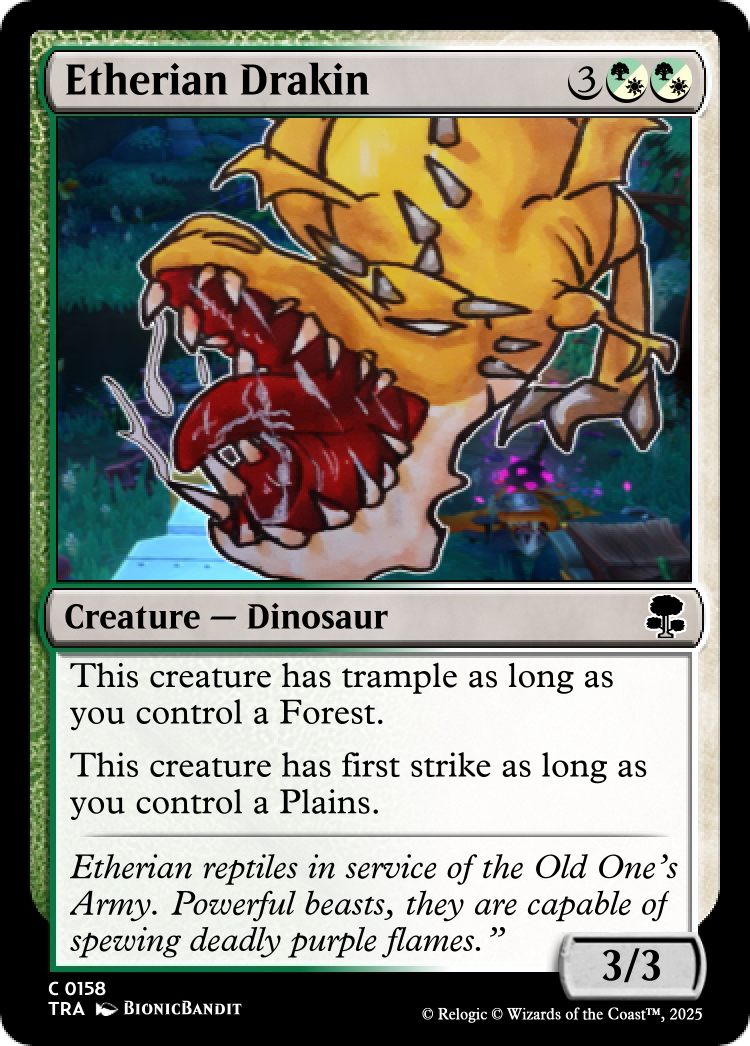 Etherian Drakin 3
Creature — Dinosaur
This creature has trample as long as
you control a Forest.
This creature has first strike as long as
you control a Plains.
Etherian reptiles in service of the Old One's
Army. Powerful beasts, they are capable of
spewing deadly purple flames.”
3/3
C 0158
TRA BionicBandit
© Relogic © Wizards of the Coast™, 2025